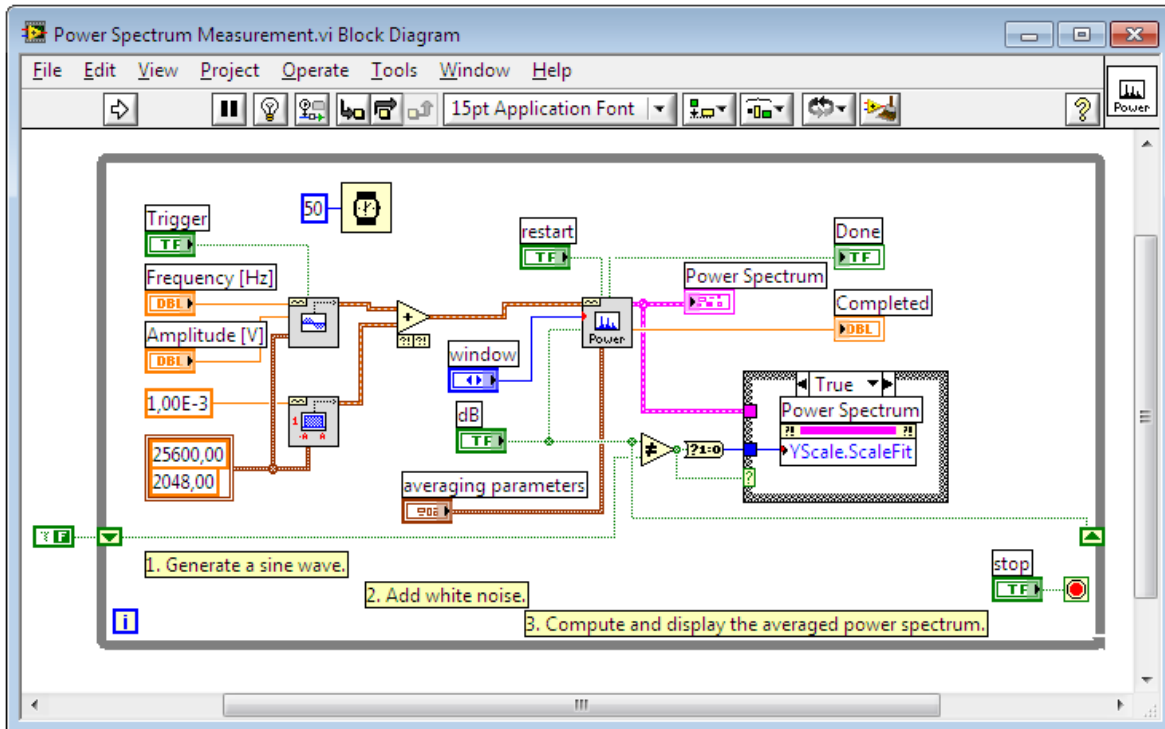 Power Spectrum Measurement.vi Block Diagram
File Edit View Project Operate Tools Window Help
15pt Application Font
?
Power
50
Trigger
TF
restart
TF
Done
TF
Frequency [Hz]
DBL
Power Spectrum
Completed
DBL
Amplitude [V]
DBL
+
?! ?!
Power
window
1,00E-3
1
-A A
dB
TF
True
Power Spectrum
?! ?!
YScale.ScaleFit
≠
?1:0
?
25600,00
2048,00
averaging parameters
? F
1. Generate a sine wave.
2. Add white noise.
3. Compute and display the averaged power spectrum.
stop
TF
i